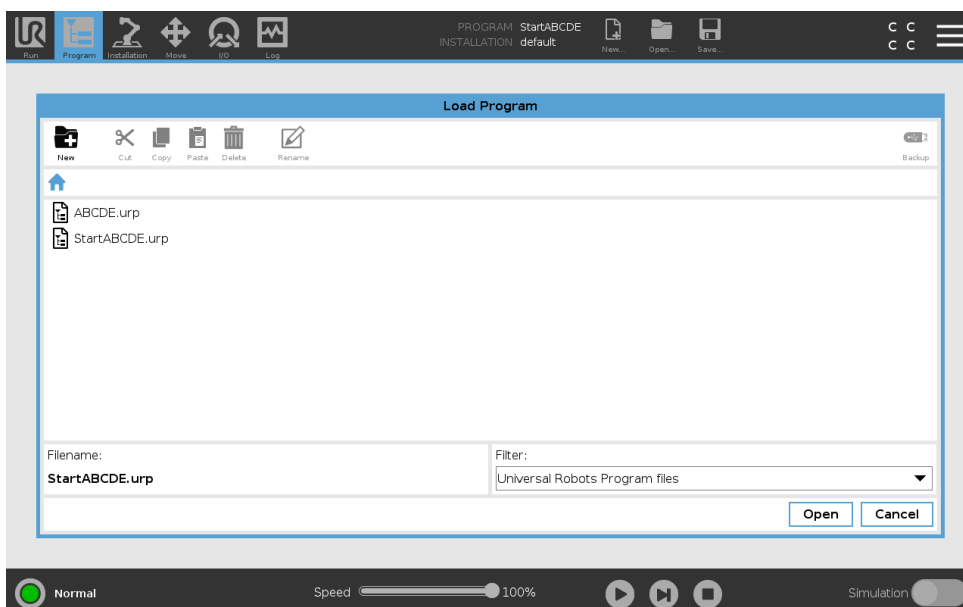 PROGRAM StartABCDE
INSTALLATION default
C C
C C
Run Program Installation Move I/O Log New... Open... Save...
Load Program
New Cut Copy Paste Delete Rename Backup
ABCDE.urp
StartABCDE.urp
Filename:
StartABCDE.urp
Filter:
Universal Robots Program files
Open Cancel
Normal Speed 100% Simulation